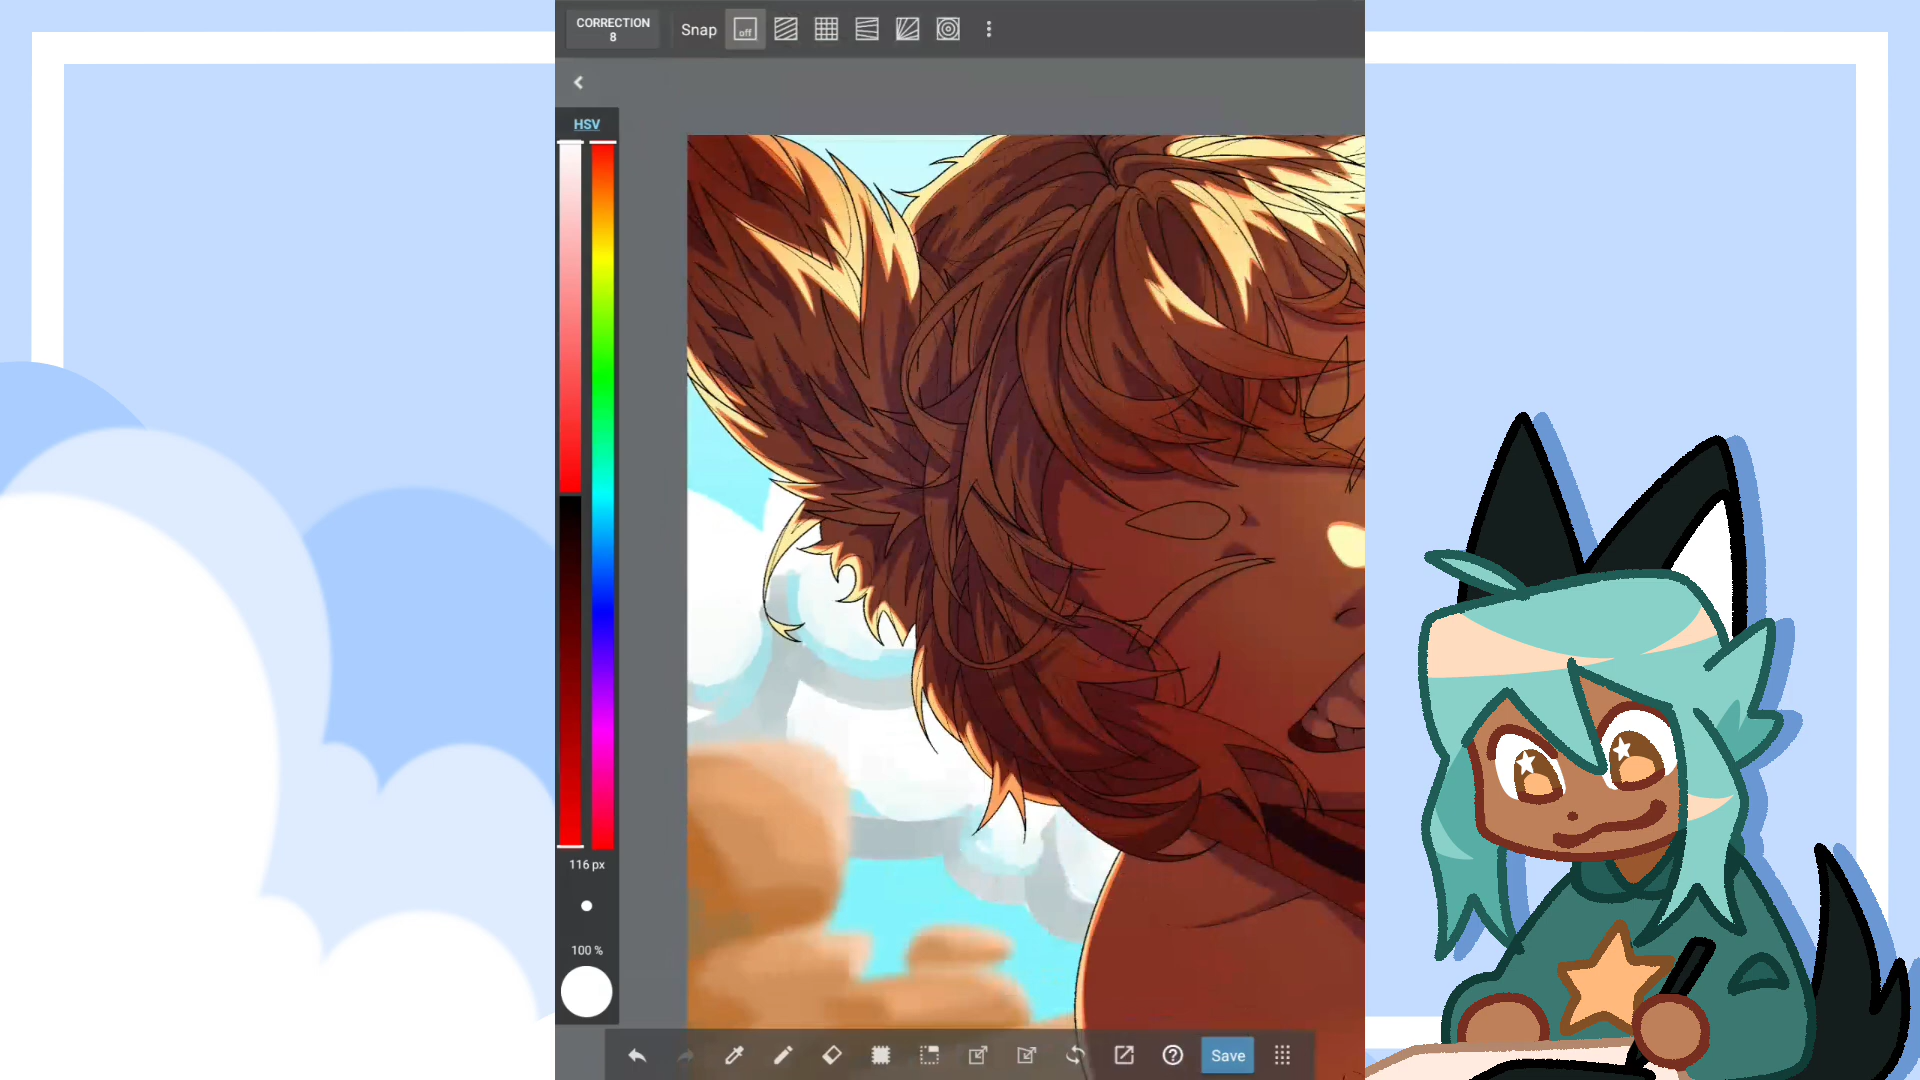 CORRECTION
8
Snap
off
HSV
116 px
100 %
Save